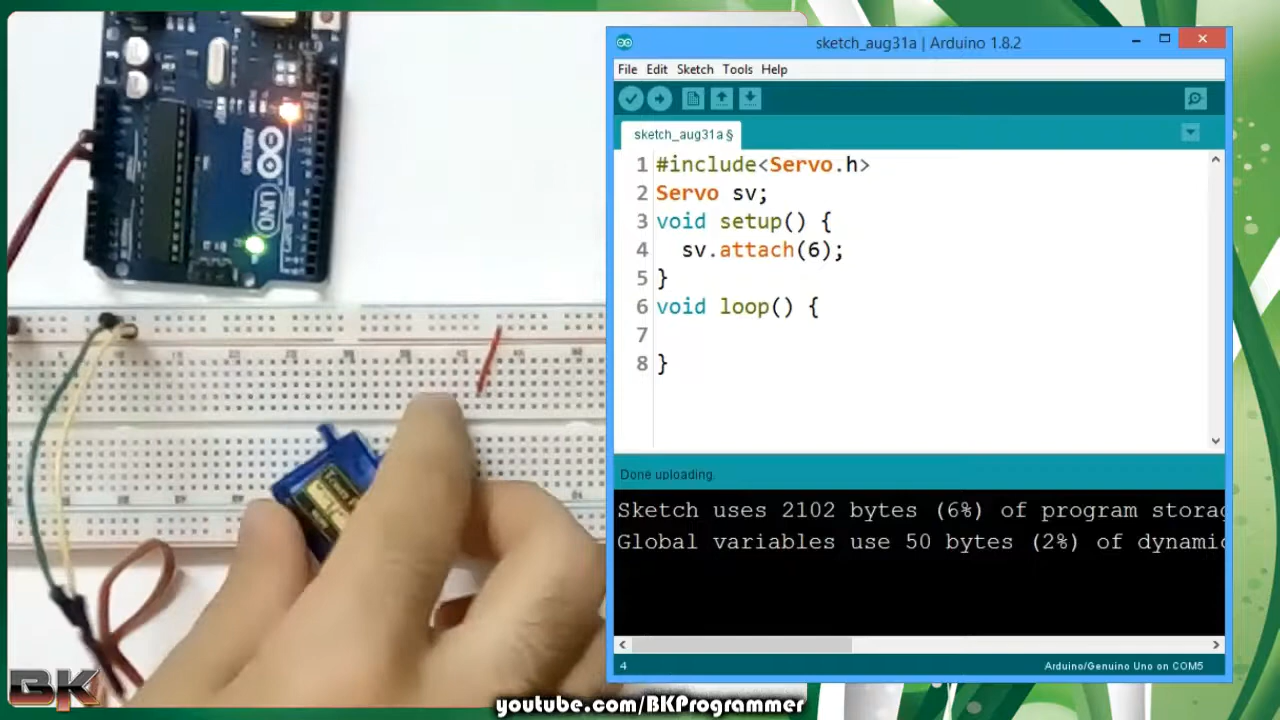 sketch_aug31a | Arduino 1.8.2
File Edit Sketch Tools Help
sketch_aug31a §
1 #include<Servo.h>
2 Servo sv;
3 void setup() {
4 sv.attach(6);
5 }
6 void loop() {
7
8 }
Done uploading.
Sketch uses 2102 bytes (6%) of program storag
Global variables use 50 bytes (2%) of dynamic
4 Arduino/Genuino Uno on COM5
UNO
BK
youtube.com/BKProgrammer